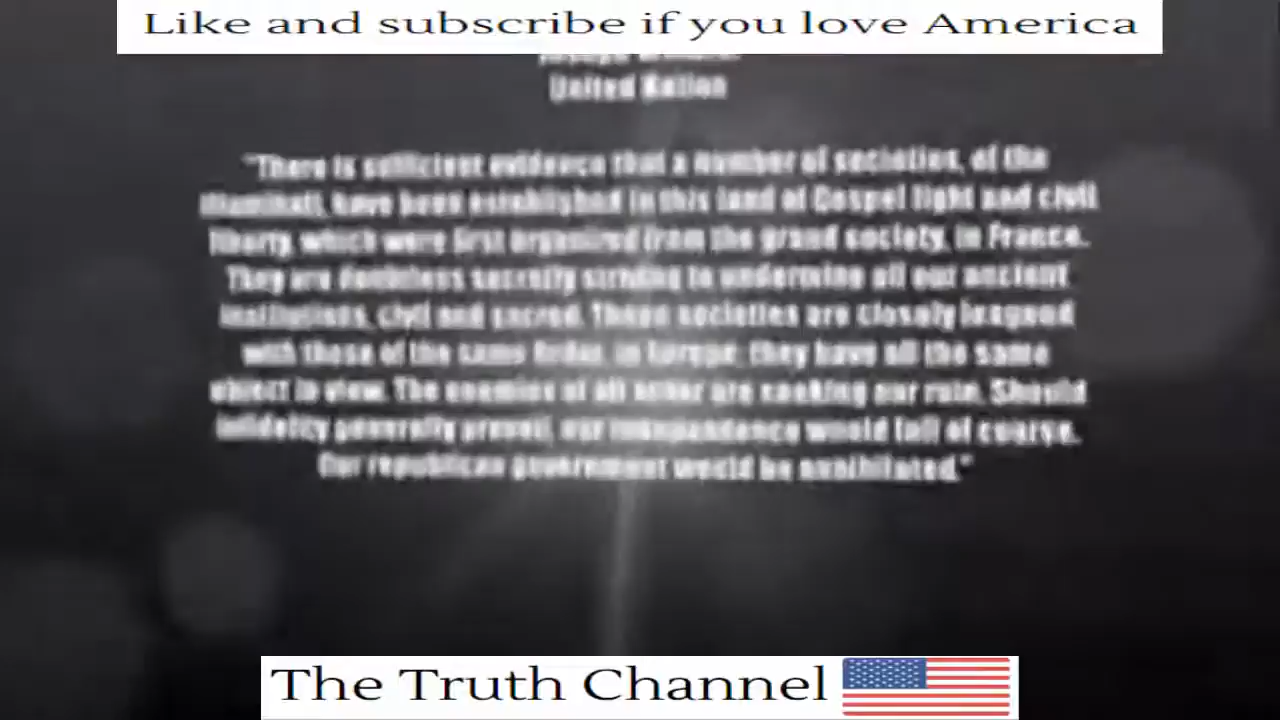 Like and subscribe if you love America
United Nation
"There is sufficient evidence that a number of societies, of the
Illuminati, have been established in this land of Gospel light and civil
liberty, which were first organized from the grand society, in France.
They are doubtless secretly striving to undermine all our ancient
institutions, civil and sacred. These societies are closely leagued
with those of the same Order, in Europe; they have all the same
object in view. The enemies of all order are seeking our ruin. Should
infidelity generally prevail, our independence would fall of course.
Our republican government would be annihilated."
The Truth Channel